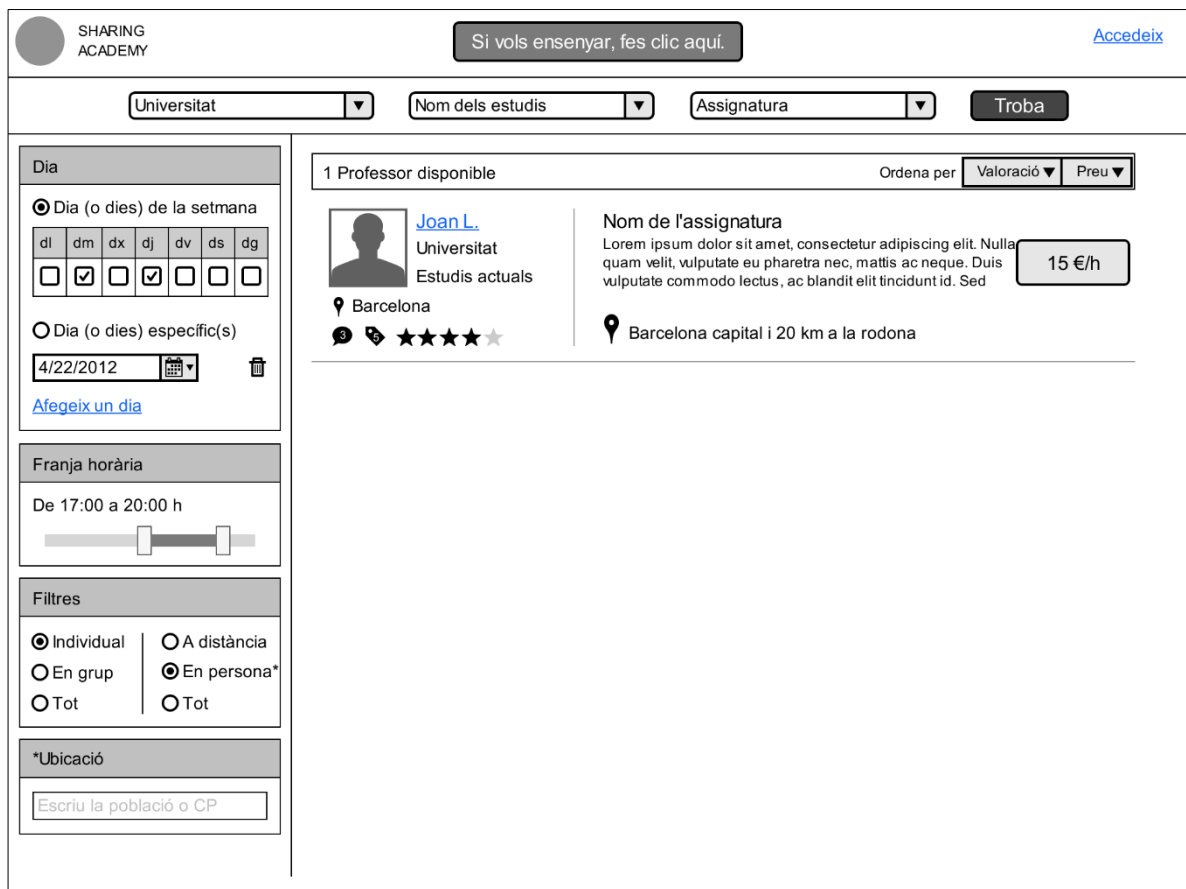 SHARING
ACADEMY
Si vols ensenyar, fes clic aquí.
Accedeix
Universitat
Nom dels estudis
Assignatura
Troba
Dia
Dia (o dies) de la setmana
dl dm dx dj dv ds dg
Dia (o dies) específic(s)
4/22/2012
Afegeix un dia
Franja horària
De 17:00 a 20:00 h
Filtres
Individual
En grup
Tot
A distància
En persona*
Tot
*Ubicació
Escriu la població o CP
1 Professor disponible
Ordena per
Valoració
Preu
Joan L.
Universitat
Estudis actuals
Barcelona
3
5
Nom de l'assignatura
Lorem ipsum dolor sit amet, consectetur adipiscing elit. Nulla
quam velit, vulputate eu pharetra nec, mattis ac neque. Duis
vulputate commodo lectus, ac blandit elit tincidunt id. Sed
15 €/h
Barcelona capital i 20 km a la rodona